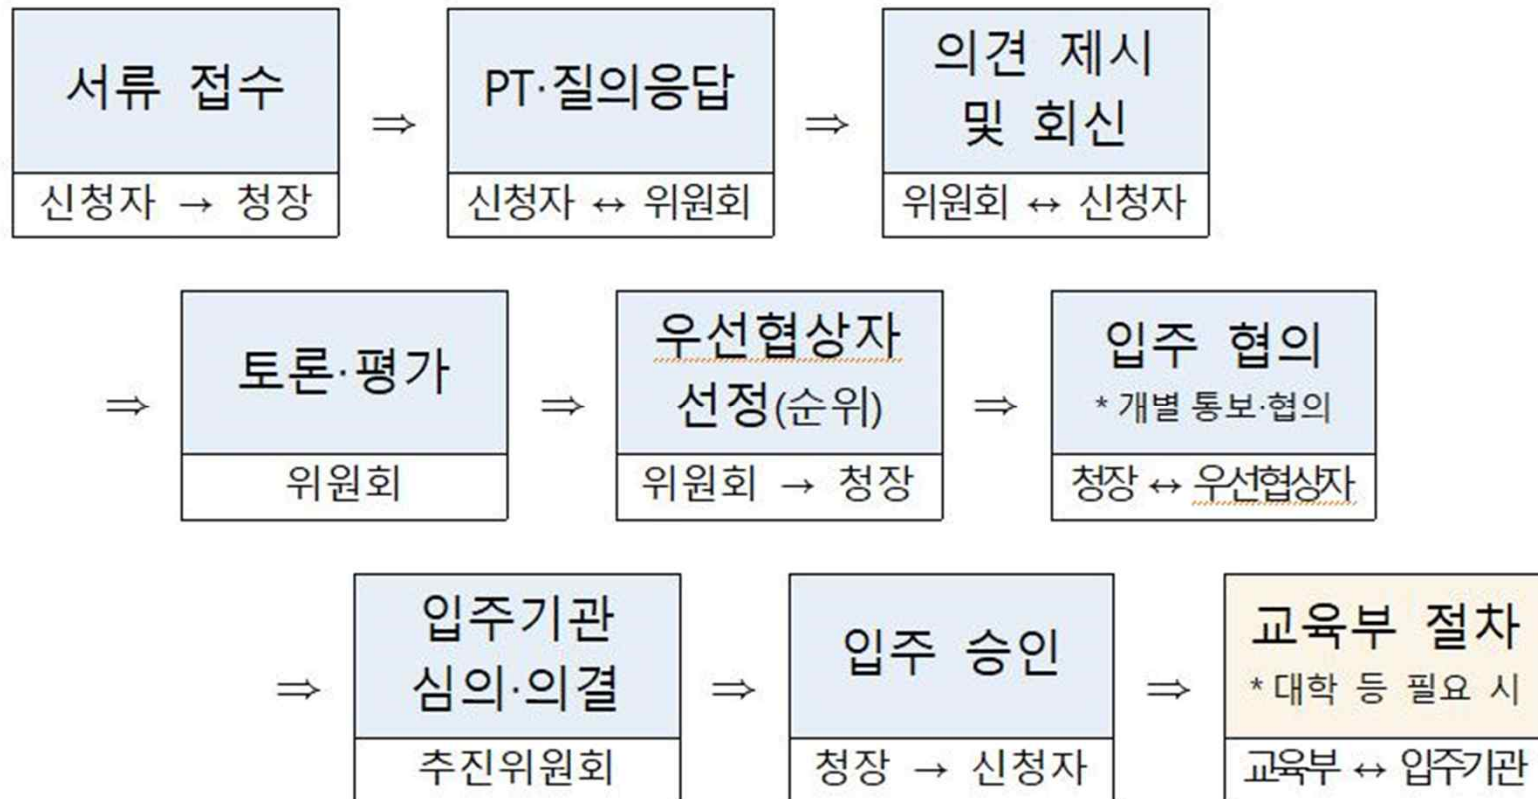 서류 접수
신청자 → 청장
⇒
PT·질의응답
신청자 ↔ 위원회
⇒
의견 제시
및 회신
위원회 ↔ 신청자
⇒
토론·평가
위원회
⇒
우선협상자
선정(순위)
위원회 → 청장
⇒
입주 협의
* 개별 통보·협의
청장 ↔ 우선협상자
⇒
입주기관
심의·의결
추진위원회
⇒
입주 승인
청장 → 신청자
⇒
교육부 절차
* 대학 등 필요 시
교육부 ↔ 입주기관